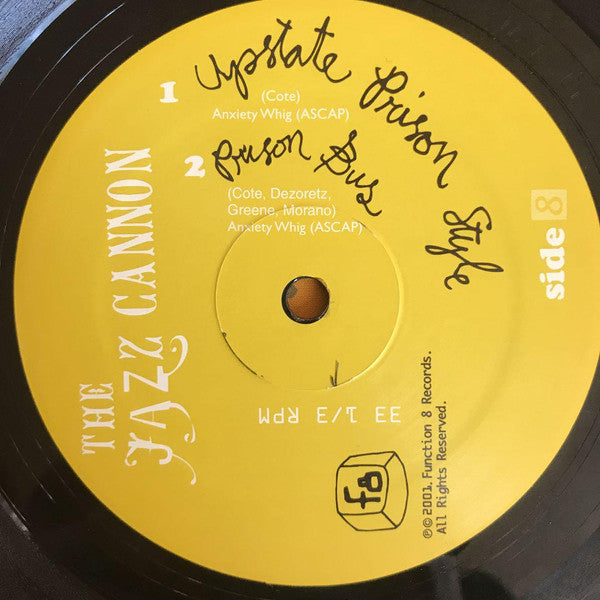 THE
JAZZ CANNON
1 Upstate Prison Style
(Cote)
Anxiety Whig (ASCAP)
2 Prison Bus
(Cote, Dezoretz,
Greene, Morano)
Anxiety Whig (ASCAP)
side 8
33 1/3 RPM
f8
℗©2001. Function 8 Records.
All Rights Reserved.